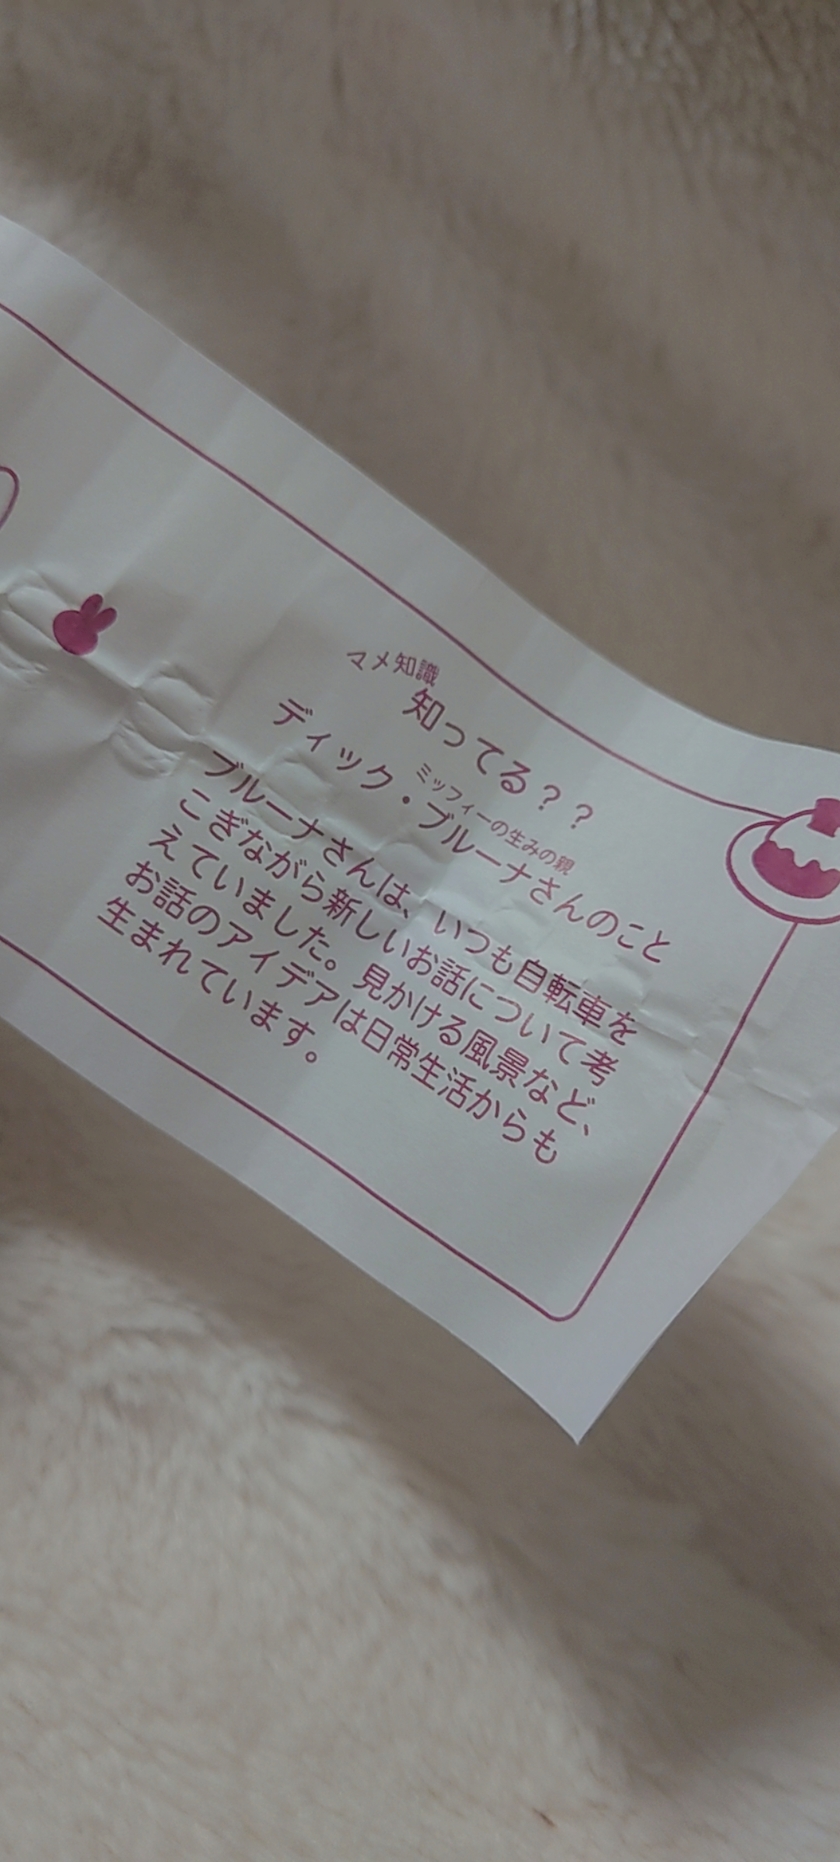 マメ知識
知ってる？？
ミッフィーの生みの親
ディック・ブルーナさんのこと
ブルーナさんは、いつも自転車を
こぎながら新しいお話について考
えていました。見かける風景など、
お話のアイデアは日常生活からも
生まれています。